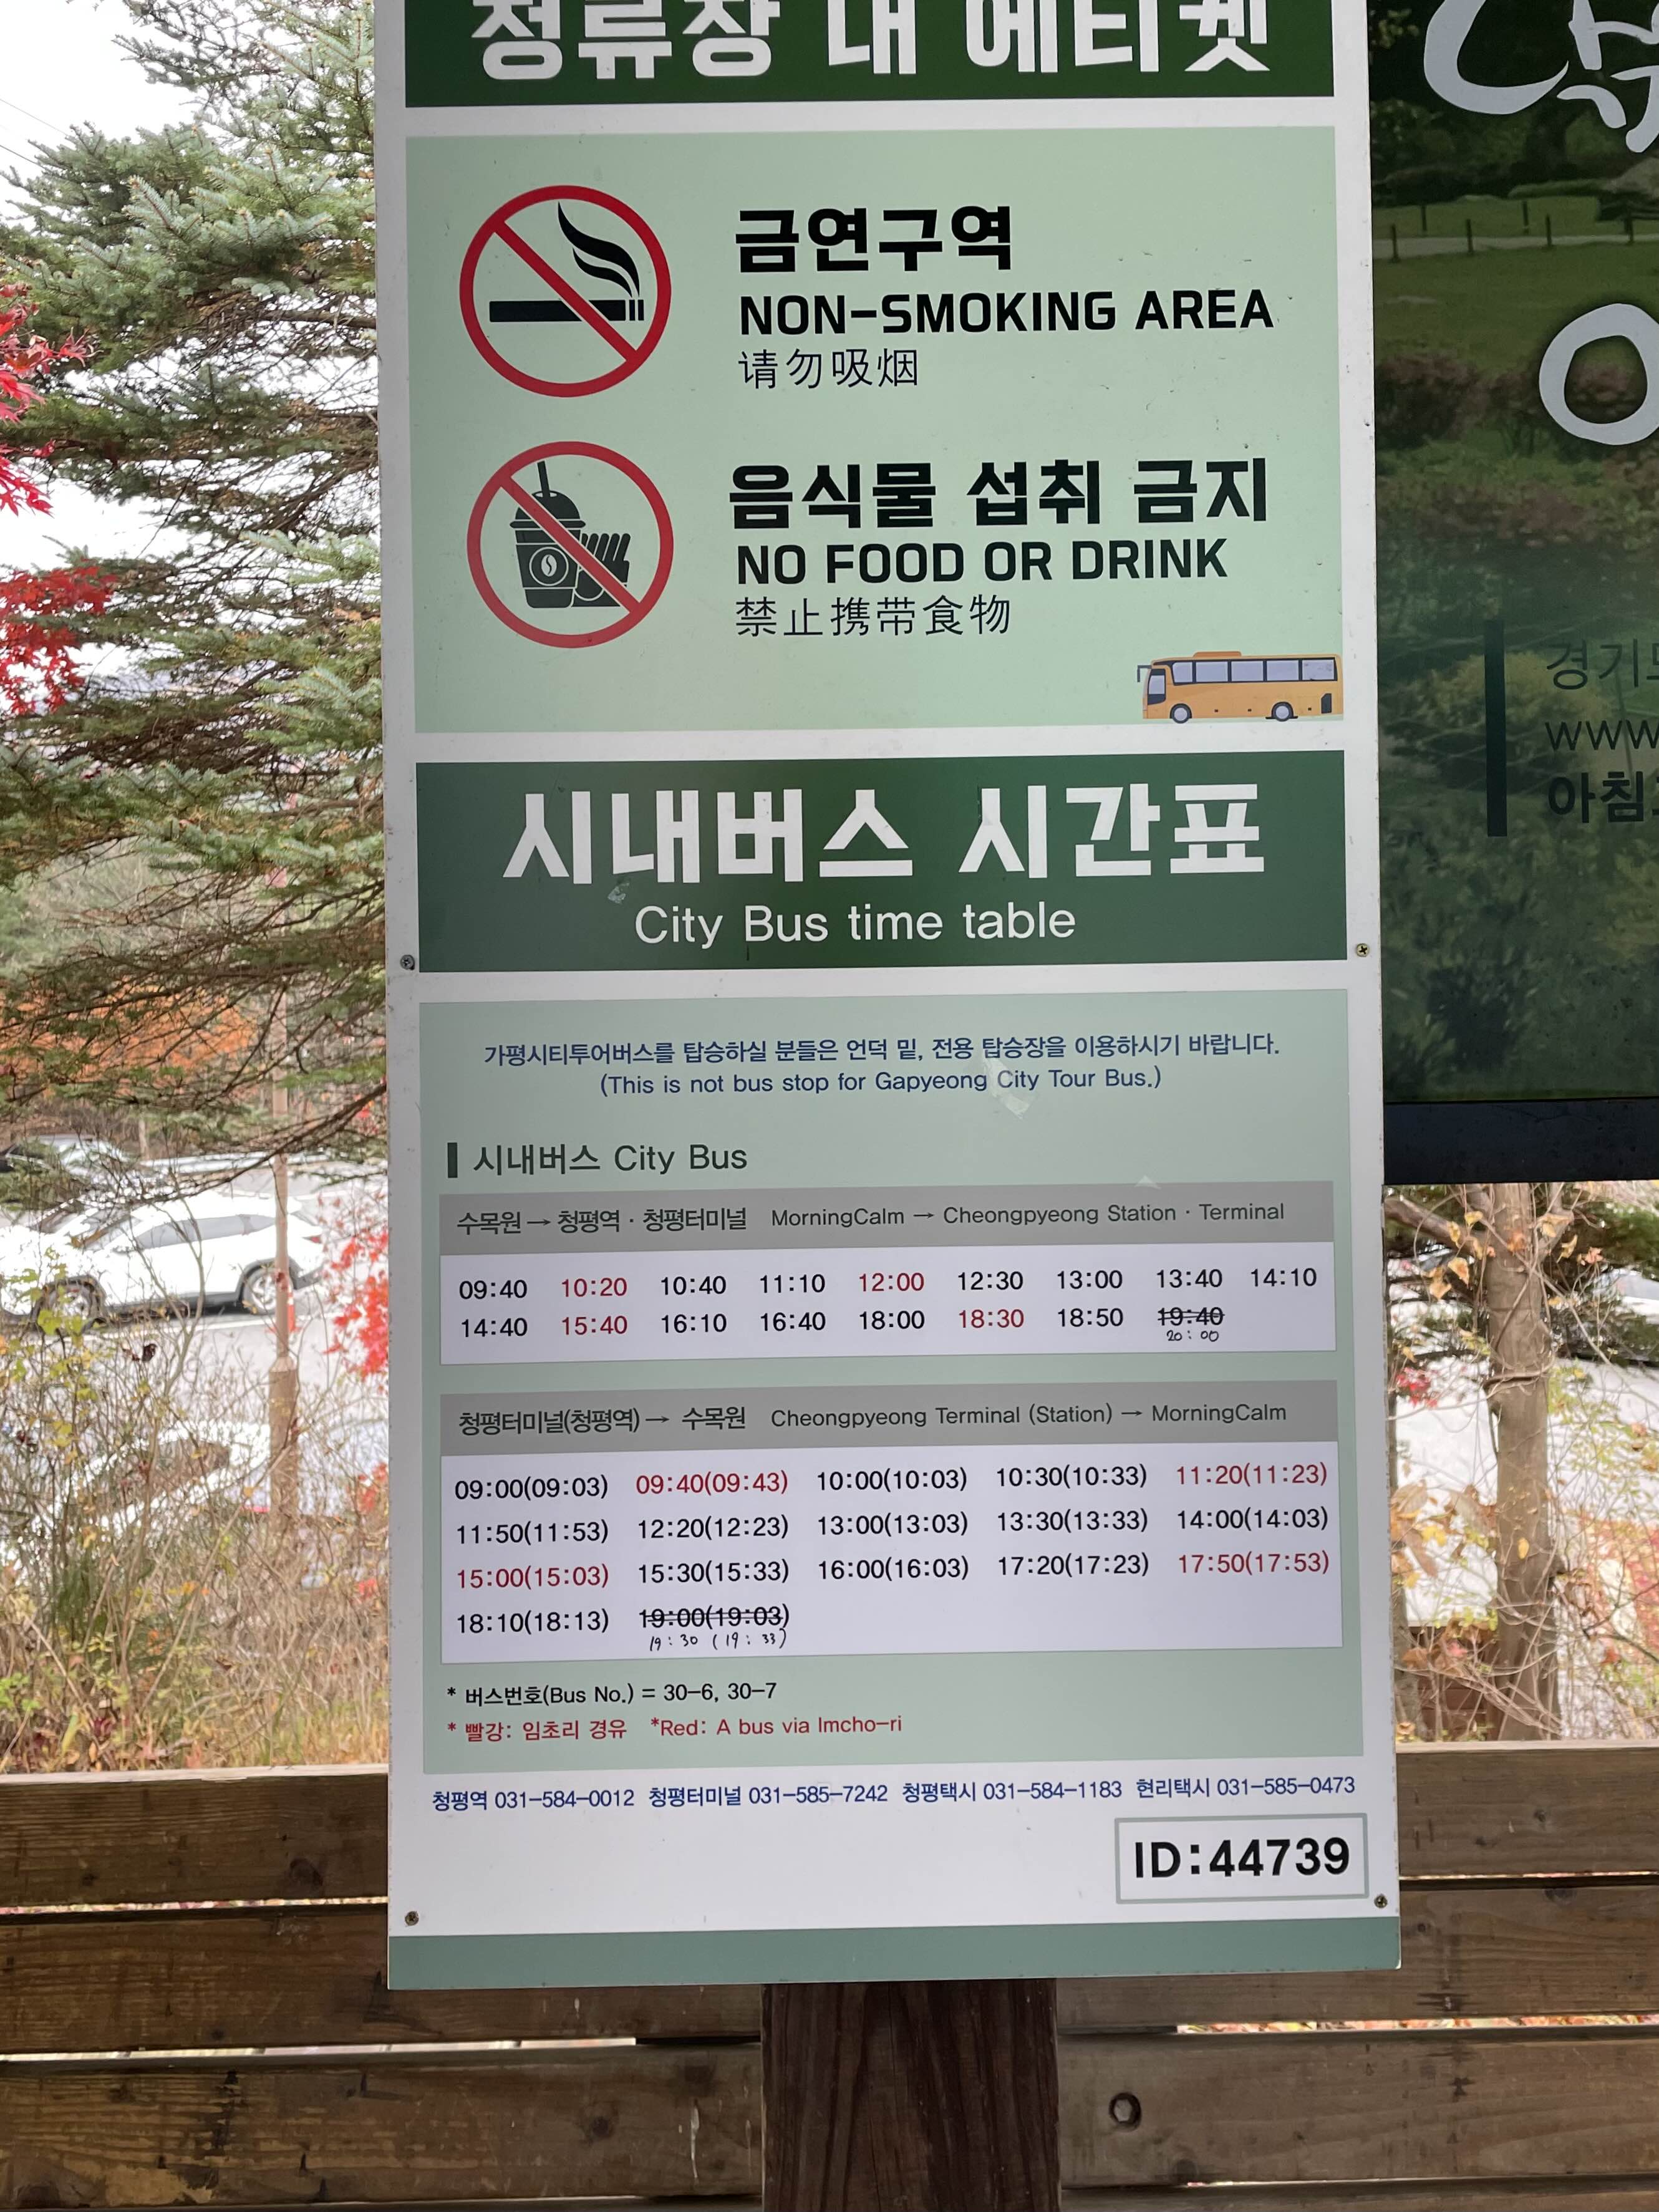 정류장 내 에티켓
금연구역
NON-SMOKING AREA
请勿吸烟
음식물 섭취 금지
NO FOOD OR DRINK
禁止携带食物
시내버스 시간표
City Bus time table
가평시티투어버스를 탑승하실 분들은 언덕 밑, 전용 탑승장을 이용하시기 바랍니다.
(This is not bus stop for Gapyeong City Tour Bus.)
시내버스 City Bus
수목원 → 청평역 · 청평터미널 MorningCalm → Cheongpyeong Station · Terminal
09:40 10:20 10:40 11:10 12:00 12:30 13:00 13:40 14:10
14:40 15:40 16:10 16:40 18:00 18:30 18:50 19:40
20:00
청평터미널(청평역) → 수목원 Cheongpyeong Terminal (Station) → MorningCalm
09:00(09:03) 09:40(09:43) 10:00(10:03) 10:30(10:33) 11:20(11:23)
11:50(11:53) 12:20(12:23) 13:00(13:03) 13:30(13:33) 14:00(14:03)
15:00(15:03) 15:30(15:33) 16:00(16:03) 17:20(17:23) 17:50(17:53)
18:10(18:13) 19:00(19:03)
19:30 (19:33)
* 버스번호(Bus No.) = 30-6, 30-7
* 빨강: 임초리 경유 *Red: A bus via Imcho-ri
청평역 031-584-0012 청평터미널 031-585-7242 청평택시 031-584-1183 현리택시 031-585-0473
ID:44739
경기
www
아침